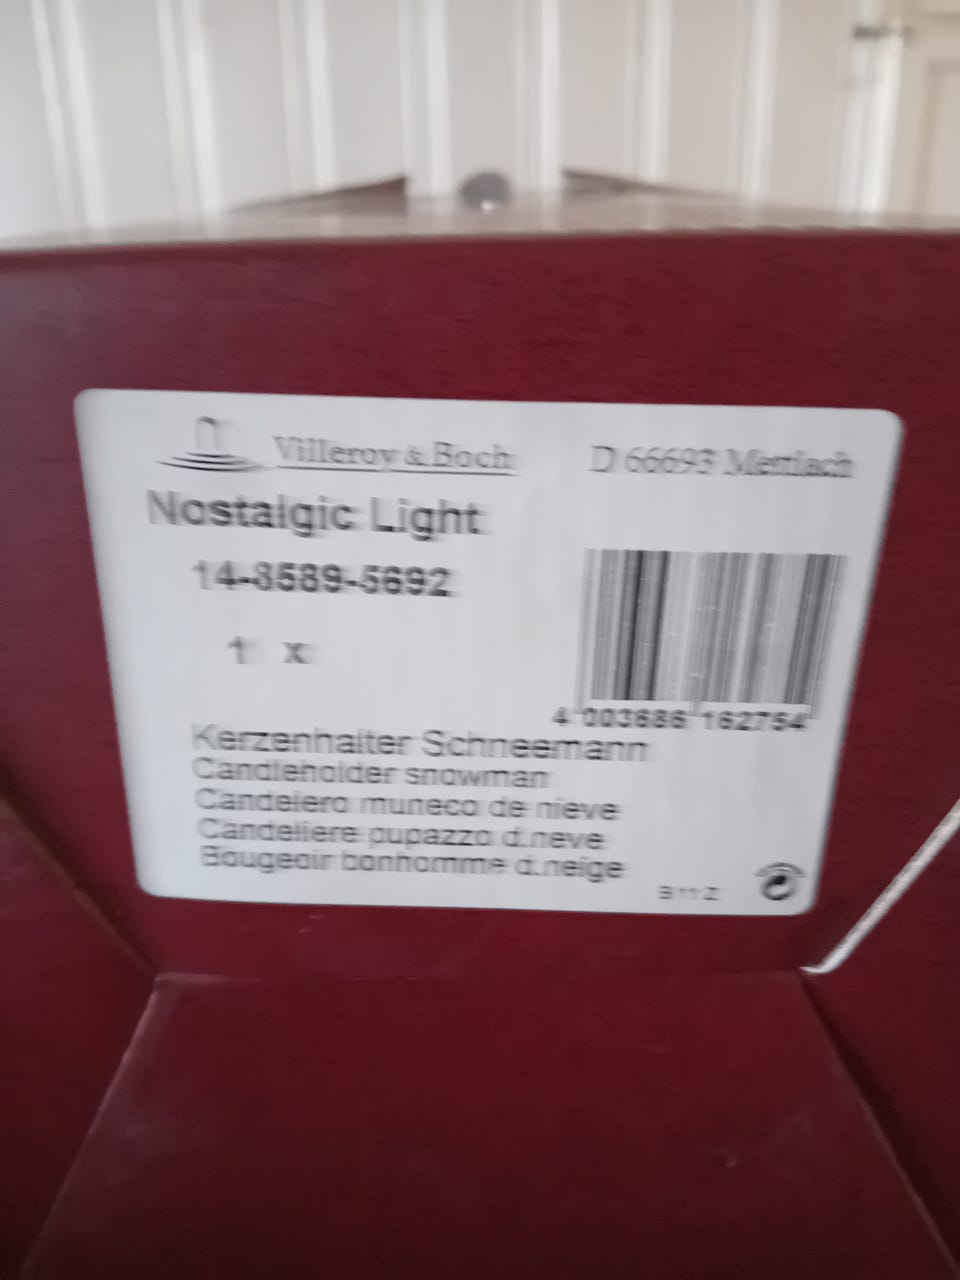 Villeroy & Boch D 66693 Mettlach
Nostalgic Light
14-8589-5692
1 x
4 003686 162754
Kerzenhalter Schneemann
Candleholder snowman
Candelero muneco de nieve
Candeliere pupazzo d.neve
Bougeoir bonhomme d.neige
B 11 Z